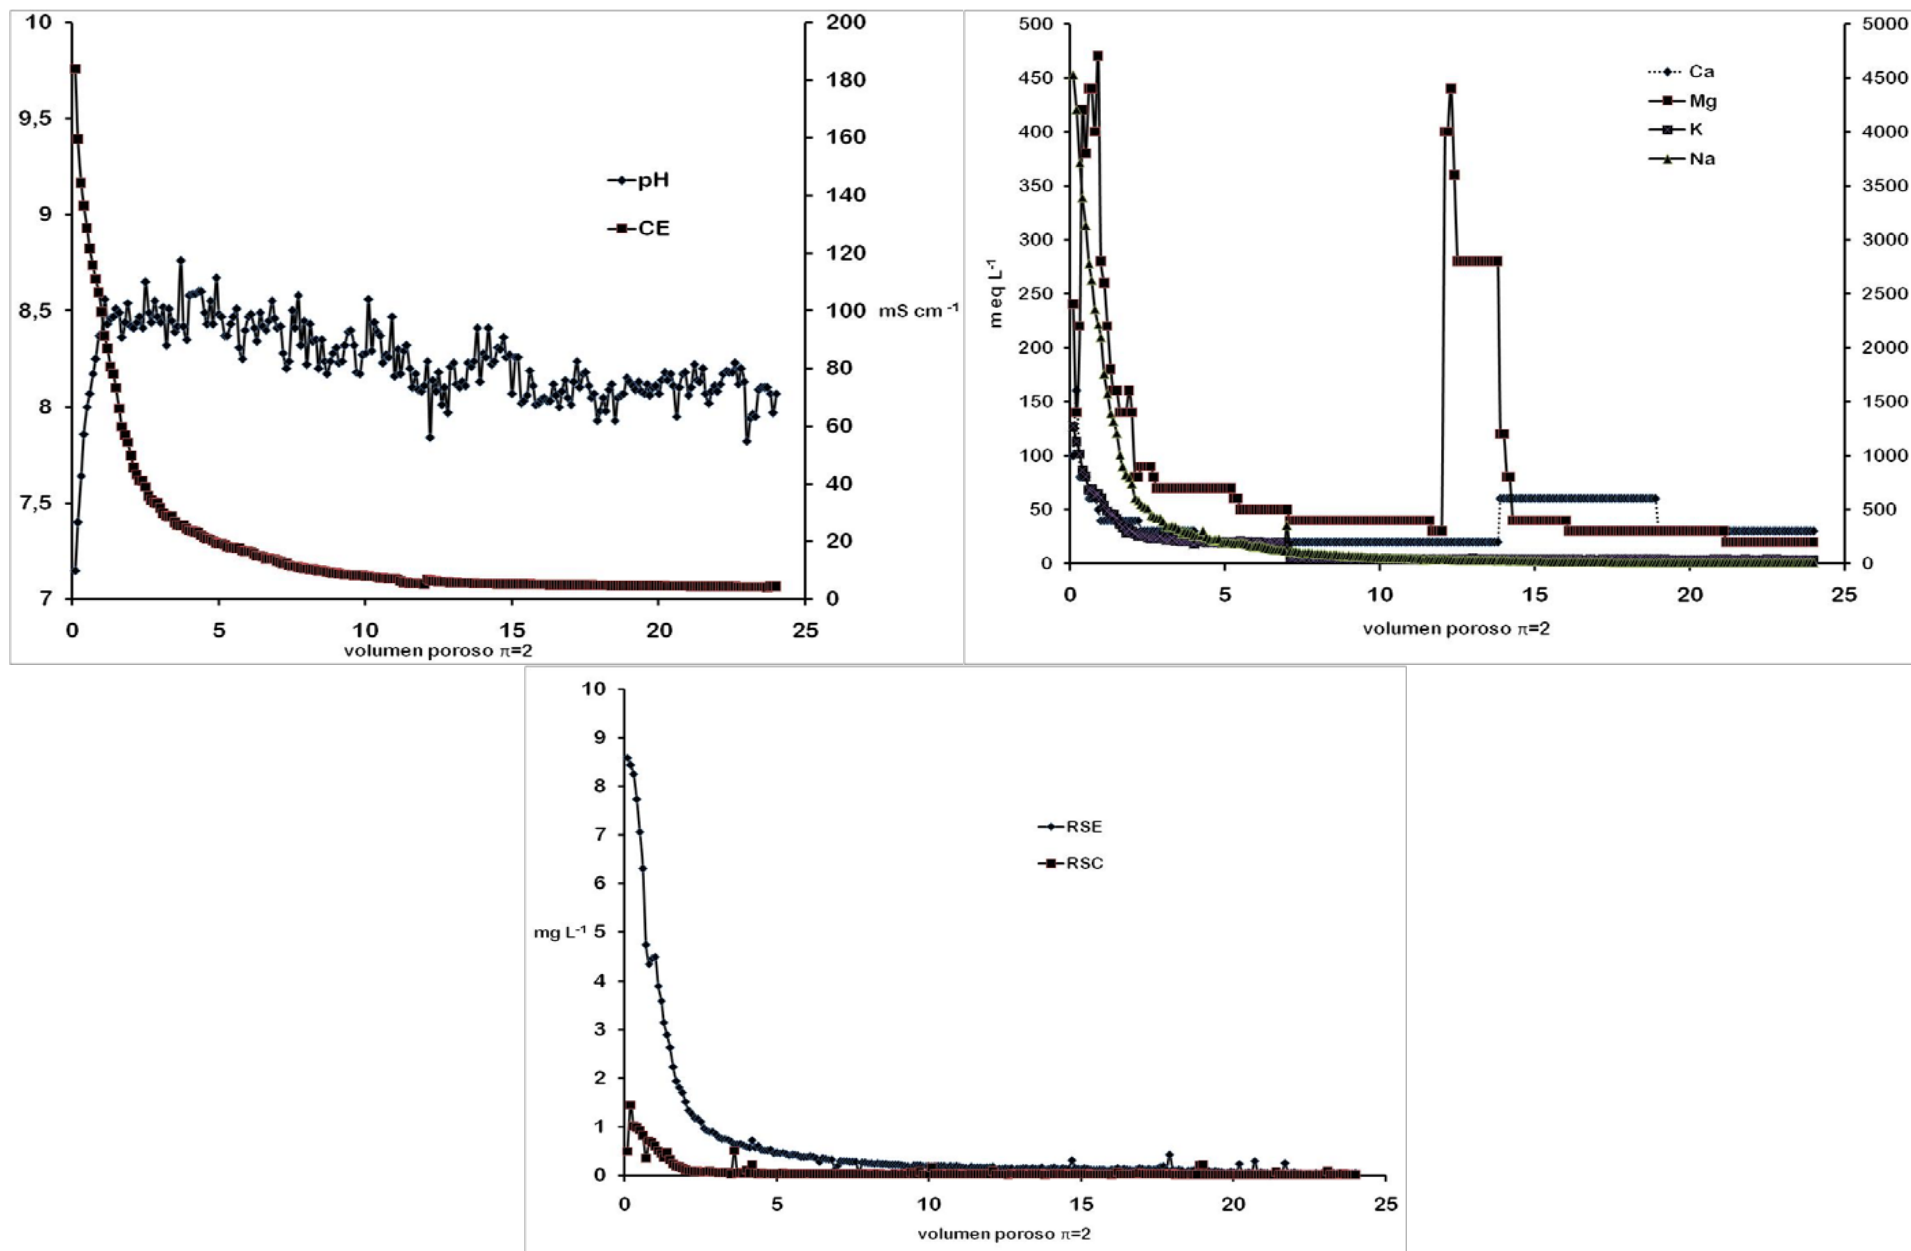 10
9,5
9
8,5
8
7,5
7
200
180
160
140
120
100
80
60
40
20
0
pH
CE
mS cm -1
0 5 10 15 20 25
volumen poroso π=2
500
450
400
350
300
250
200
150
100
50
0
m eq L-1
5000
4500
4000
3500
3000
2500
2000
1500
1000
500
0
Ca
Mg
K
Na
0 5 10 15 20 25
volumen poroso π=2
10
9
8
7
6
mg L-1 5
4
3
2
1
0
RSE
RSC
0 5 10 15 20 25
volumen poroso π=2